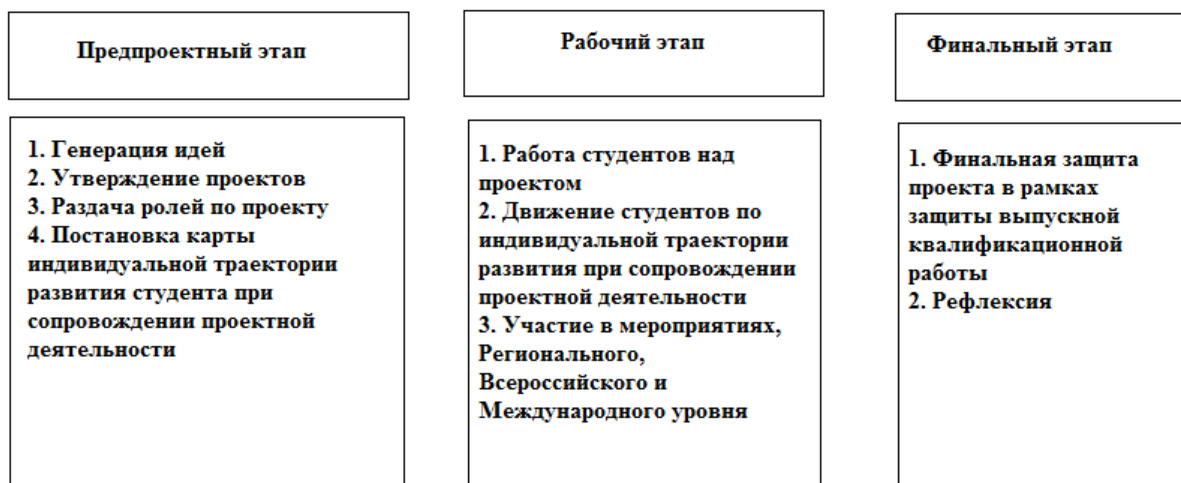 Предпроектный этап
1. Генерация идей
2. Утверждение проектов
3. Раздача ролей по проекту
4. Постановка карты
индивидуальной траектории
развития студента при
сопровождении проектной
деятельности
Рабочий этап
1. Работа студентов над
проектом
2. Движение студентов по
индивидуальной траектории
развития при сопровождении
проектной деятельности
3. Участие в мероприятиях,
Регионального,
Всероссийского и
Международного уровня
Финальный этап
1. Финальная защита
проекта в рамках
защиты выпускной
квалификационной
работы
2. Рефлексия